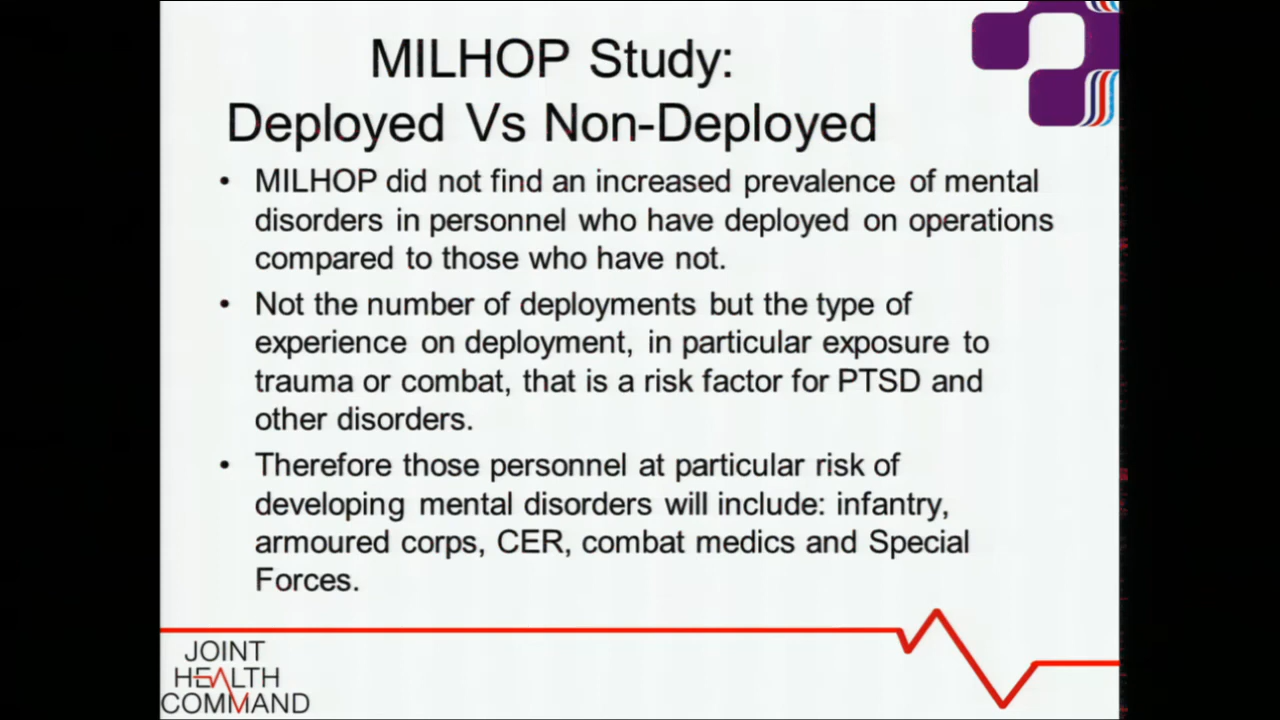 MILHOP Study:
Deployed Vs Non-Deployed
• MILHOP did not find an increased prevalence of mental
disorders in personnel who have deployed on operations
compared to those who have not.
• Not the number of deployments but the type of
experience on deployment, in particular exposure to
trauma or combat, that is a risk factor for PTSD and
other disorders.
• Therefore those personnel at particular risk of
developing mental disorders will include: infantry,
armoured corps, CER, combat medics and Special
Forces.
JOINT
HEALTH
COMMAND